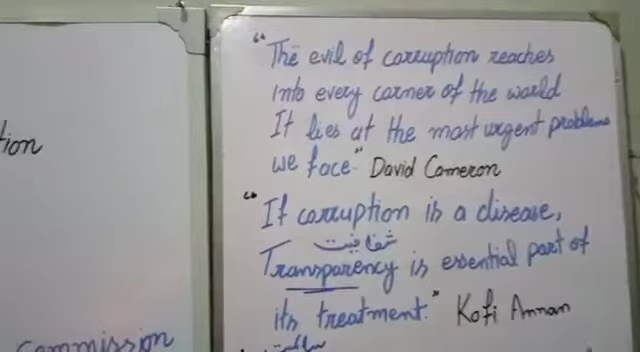 tion
commission
"The evil of corruption reaches
into every corner of the world
It lies at the most urgent problems
we face." David Cameron
"If corruption is a disease,
شفافیت
Transparency is essential part of
its treatment." Kofi Annan